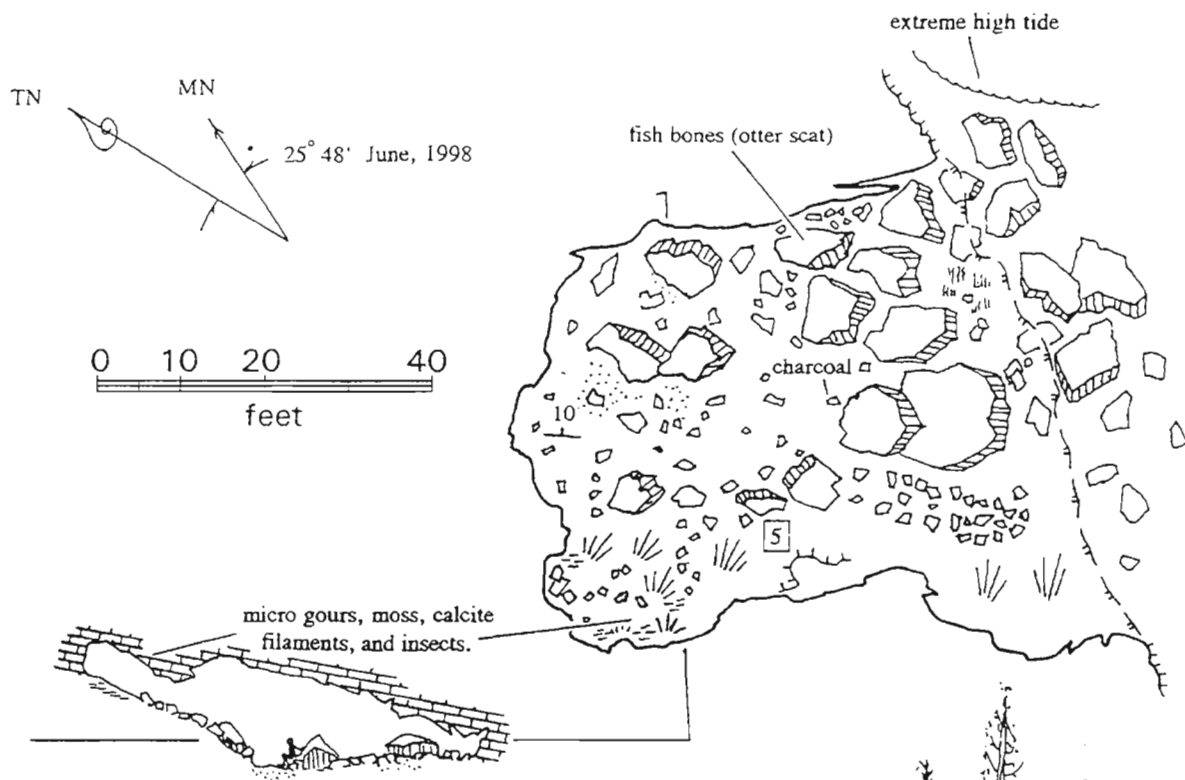 extreme high tide
TN
MN
25° 48' June, 1998
fish bones (otter scat)
0 10 20 40
feet
charcoal
10
5
micro gours, moss, calcite
filaments, and insects.